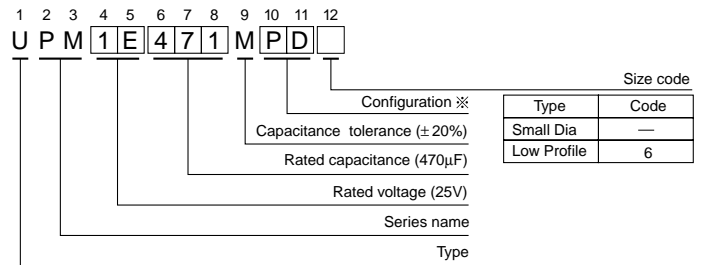 1 2 3 4 5 6 7 8 9 10 11 12
U P M 1 E 4 7 1 M P D
Size code
Configuration ※
Type Code
Capacitance tolerance (±20%)
Small Dia —
Rated capacitance (470µF)
Low Profile 6
Rated voltage (25V)
Series name
Type